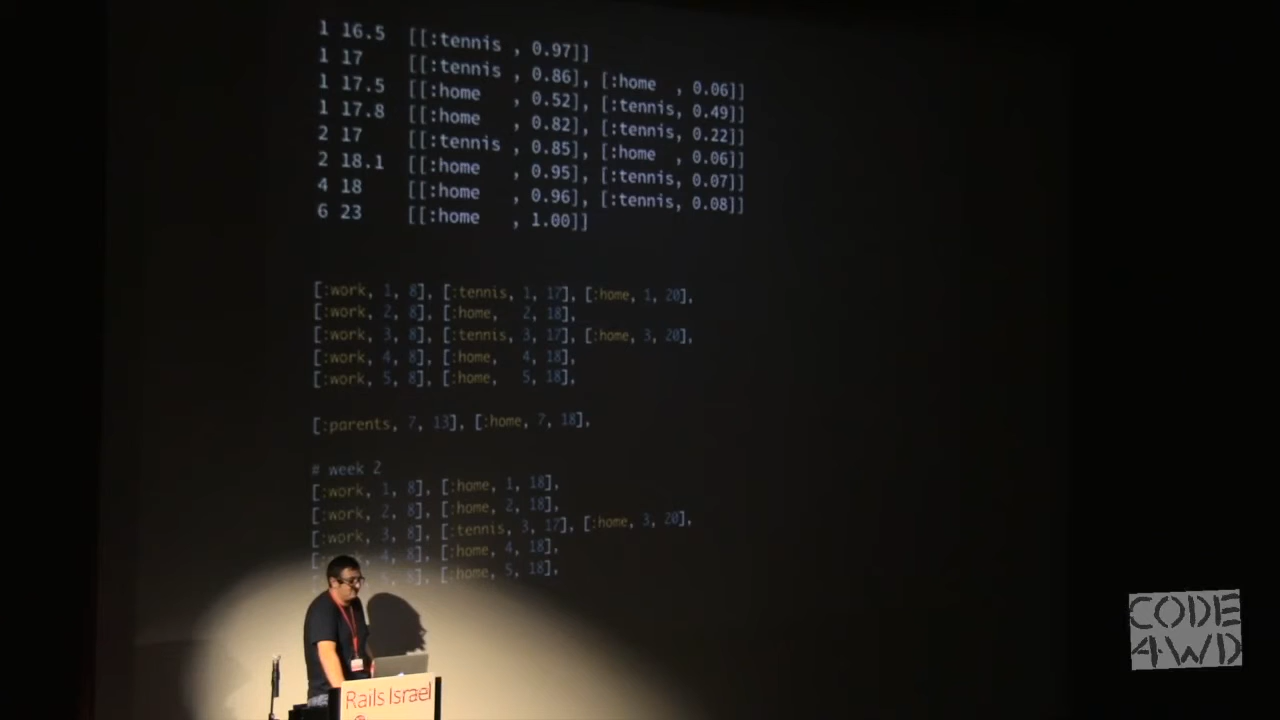 1 16.5 [[:tennis , 0.97]]
1 17 [[:tennis , 0.86], [:home , 0.06]]
1 17.5 [[:home , 0.52], [:tennis, 0.49]]
1 17.8 [[:home , 0.82], [:tennis, 0.22]]
2 17 [[:tennis , 0.85], [:home , 0.06]]
2 18.1 [[:home , 0.95], [:tennis, 0.07]]
4 18 [[:home , 0.96], [:tennis, 0.08]]
6 23 [[:home , 1.00]]
[:work, 1, 8], [:tennis, 1, 17], [:home, 1, 20],
[:work, 2, 8], [:home, 2, 18],
[:work, 3, 8], [:tennis, 3, 17], [:home, 3, 20],
[:work, 4, 8], [:home, 4, 18],
[:work, 5, 8], [:home, 5, 18],
[:parents, 7, 13], [:home, 7, 18],
# week 2
[:work, 1, 8], [:home, 1, 18],
[:work, 2, 8], [:home, 2, 18],
[:work, 3, 8], [:tennis, 3, 17], [:home, 3, 20],
4, 8], [:home, 4, 18],
5, 8], [:home, 5, 18],
Rails Israel
CODE
4WD